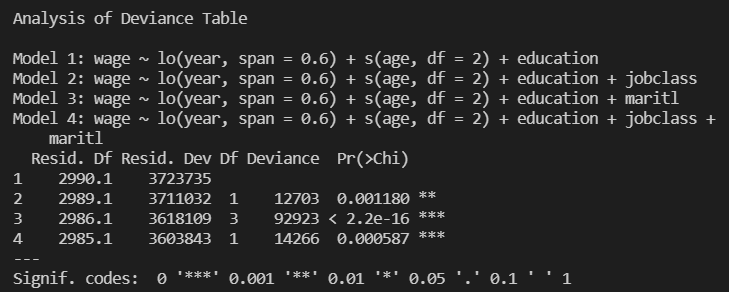 Analysis of Deviance Table

Model 1: wage ~ lo(year, span = 0.6) + s(age, df = 2) + education
Model 2: wage ~ lo(year, span = 0.6) + s(age, df = 2) + education + jobclass
Model 3: wage ~ lo(year, span = 0.6) + s(age, df = 2) + education + maritl
Model 4: wage ~ lo(year, span = 0.6) + s(age, df = 2) + education + jobclass +
    maritl
  Resid. Df Resid. Dev Df Deviance  Pr(>Chi)
1    2990.1    3723735
2    2989.1    3711032  1    12703  0.001180 **
3    2986.1    3618109  3    92923 < 2.2e-16 ***
4    2985.1    3603843  1    14266  0.000587 ***
---
Signif. codes:  0 '***' 0.001 '**' 0.01 '*' 0.05 '.' 0.1 ' ' 1